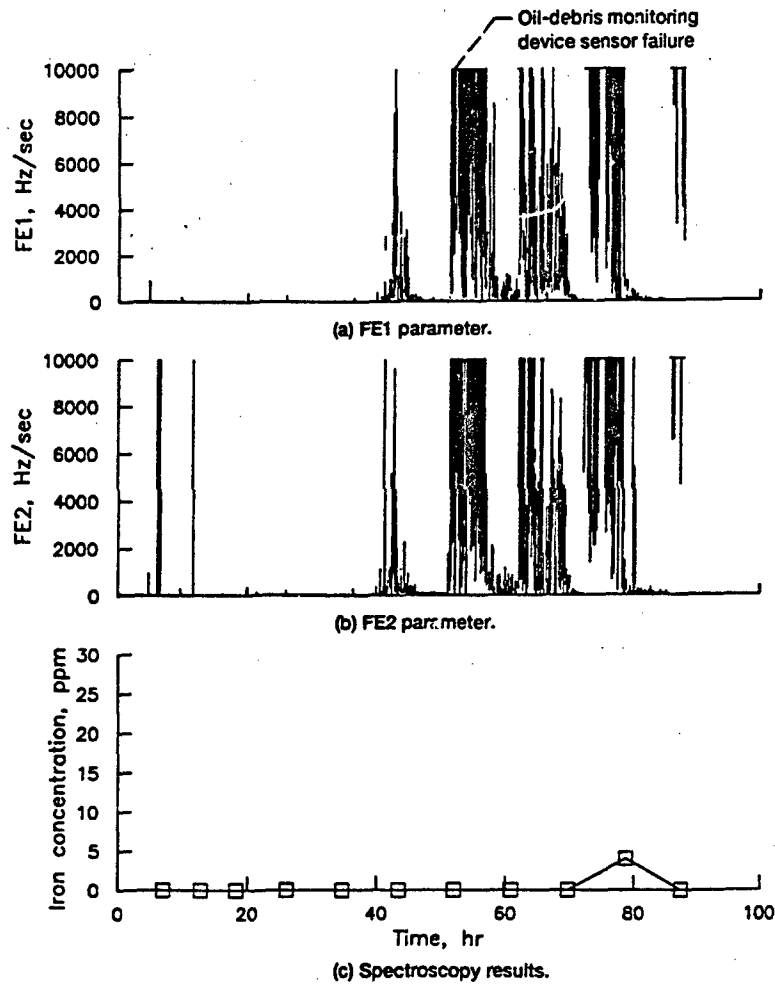 Oil-debris monitoring
device sensor failure
10000
8000
6000
4000
2000
0
FE1, Hz/sec
(a) FE1 parameter.
10000
8000
6000
4000
2000
0
FE2, Hz/sec
(b) FE2 parameter.
30
25
20
15
10
5
0
Iron concentration, ppm
0 20 40 60 80 100
Time, hr
(c) Spectroscopy results.